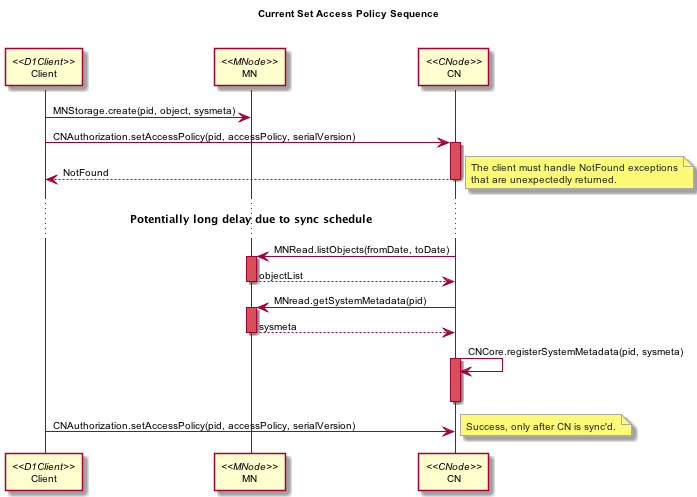 Current Set Access Policy Sequence
<<D1Client>>
Client
<<MNode>>
MN
<<CNode>>
CN
MNStorage.create(pid, object, sysmeta)
CNAuthorization.setAccessPolicy(pid, accessPolicy, serialVersion)
NotFound
The client must handle NotFound exceptions
that are unexpectedly returned.
Potentially long delay due to sync schedule
MNRead.listObjects(fromDate, toDate)
objectList
MNread.getSystemMetadata(pid)
sysmeta
CNCore.registerSystemMetadata(pid, sysmeta)
CNAuthorization.setAccessPolicy(pid, accessPolicy, serialVersion)
Success, only after CN is sync'd.
<<D1Client>>
Client
<<MNode>>
MN
<<CNode>>
CN